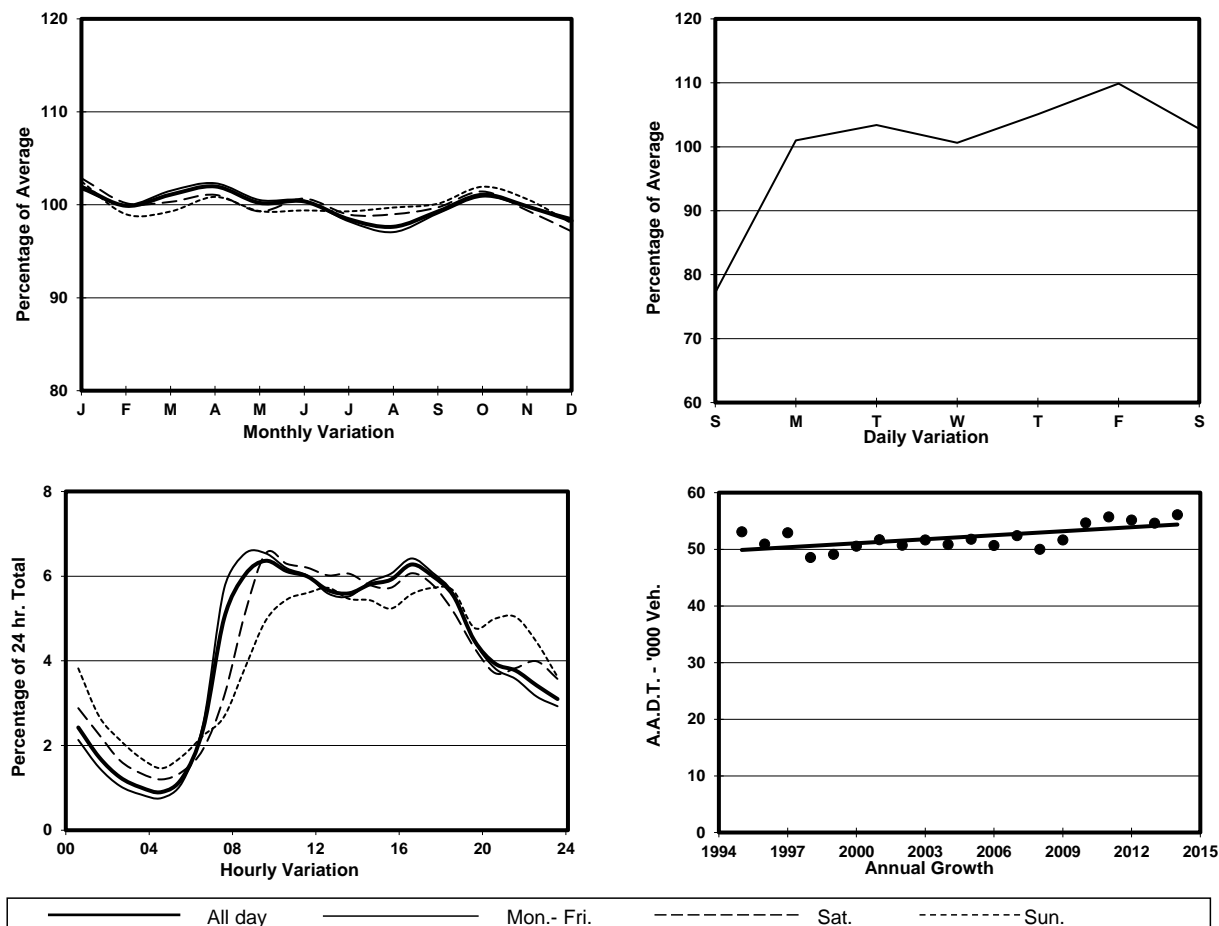 120
110
100
90
80
Percentage of Average
J F M A M J J A S O N D
Monthly Variation
120
110
100
90
80
70
60
Percentage of Average
S M T W T F S
Daily Variation
8
6
4
2
0
Percentage of 24 hr. Total
00 04 08 12 16 20 24
Hourly Variation
60
50
40
30
20
10
0
A.A.D.T. - '000 Veh.
1994 1997 2000 2003 2006 2009 2012 2015
Annual Growth
All day Mon.- Fri. Sat. Sun.